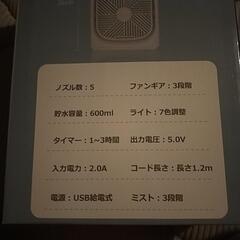 ノズル数：5 ファンギア：3段階
貯水容量：600ml ライト：7色調整
タイマー：1~3時間 出力電圧：5.0V
入力電力：2.0A コード長さ：長さ1.2m
電源：USB給電式 ミスト：3段階